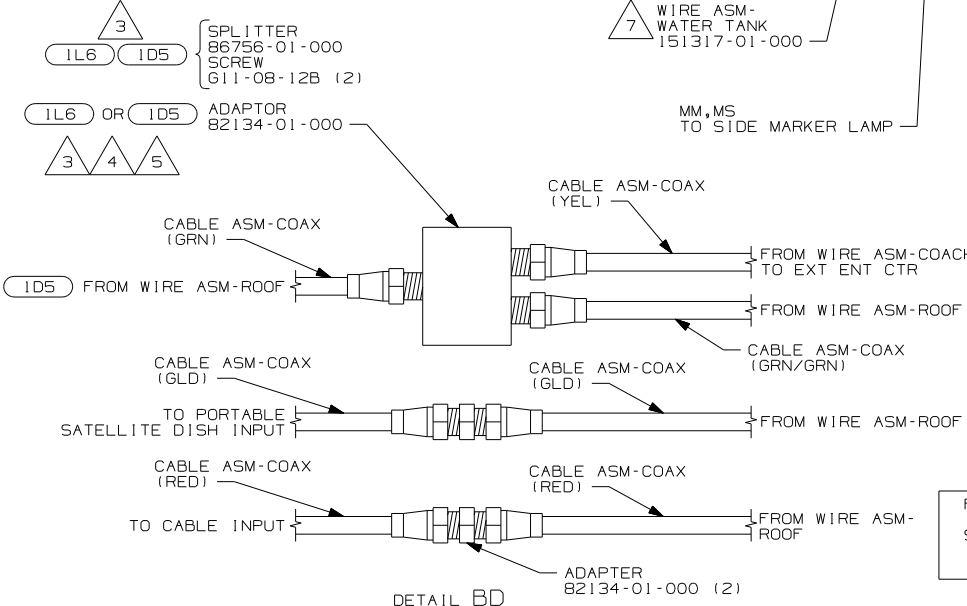 3
1L6 1D5
SPLITTER
86756-01-000
SCREW
G11-08-12B (2)
7
WIRE ASM-
WATER TANK
151317-01-000
1L6 OR 1D5
ADAPTOR
82134-01-000
3 4 5
MM,MS
TO SIDE MARKER LAMP
CABLE ASM-COAX
(GRN)
CABLE ASM-COAX
(YEL)
1D5 FROM WIRE ASM-ROOF
FROM WIRE ASM-COACH
TO EXT ENT CTR
FROM WIRE ASM-ROOF
CABLE ASM-COAX
(GRN/GRN)
CABLE ASM-COAX
(GLD)
CABLE ASM-COAX
(GLD)
TO PORTABLE
SATELLITE DISH INPUT
FROM WIRE ASM-ROOF
CABLE ASM-COAX
(RED)
CABLE ASM-COAX
(RED)
TO CABLE INPUT
FROM WIRE ASM-
ROOF
ADAPTER
82134-01-000 (2)
DETAIL BD